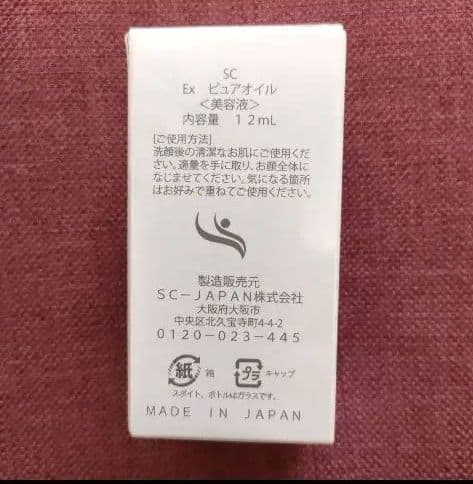 SC
Ex ピュアオイル
<美容液>
内容量 12mL
[ご使用方法]
洗顔後の清潔なお肌にご使用くだ
さい。適量を手に取り、お顔全体に
なじませてください。気になる箇所
はお好みで重ねてご使用ください。
製造販売元
SC-JAPAN株式会社
大阪府大阪市
中央区北久宝寺町4-4-2
0120-023-445
紙 箱 プラ キャップ
スポイト、ボトルはガラスです。
MADE IN JAPAN